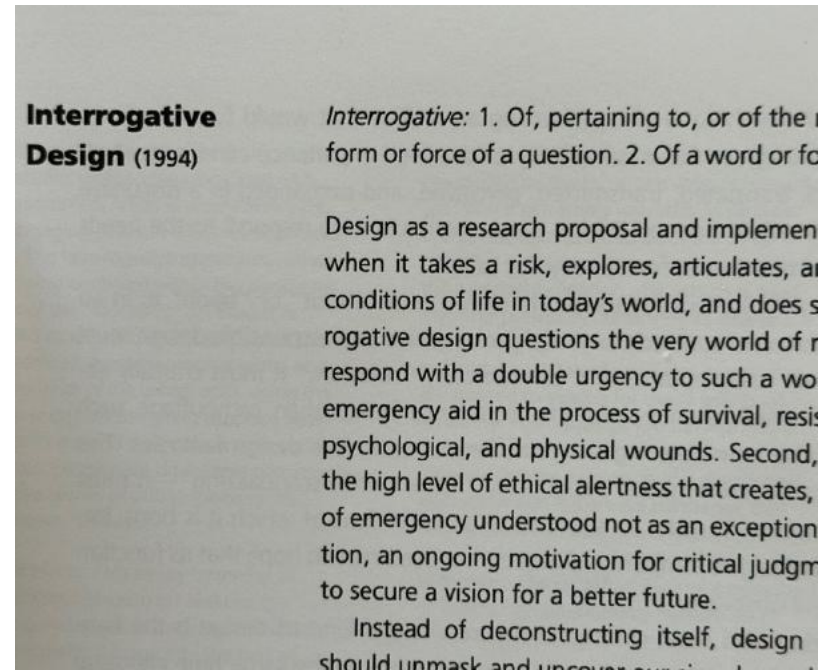 Interrogative
Design (1994)
Interrogative: 1. Of, pertaining to, or of the
form or force of a question. 2. Of a word or
Design as a research proposal and
when it takes a risk, explores, articulates,
conditions of life in today's world, and does
rogative design questions the very world of
respond with a double urgency to such a
emergency aid in the process of survival,
psychological, and physical wounds. Second,
the high level of ethical alertness that creates,
of emergency understood not as an exception
tion, an ongoing motivation for critical
to secure a vision for a better future.
Instead of deconstructing itself, design
should unmask and uncover